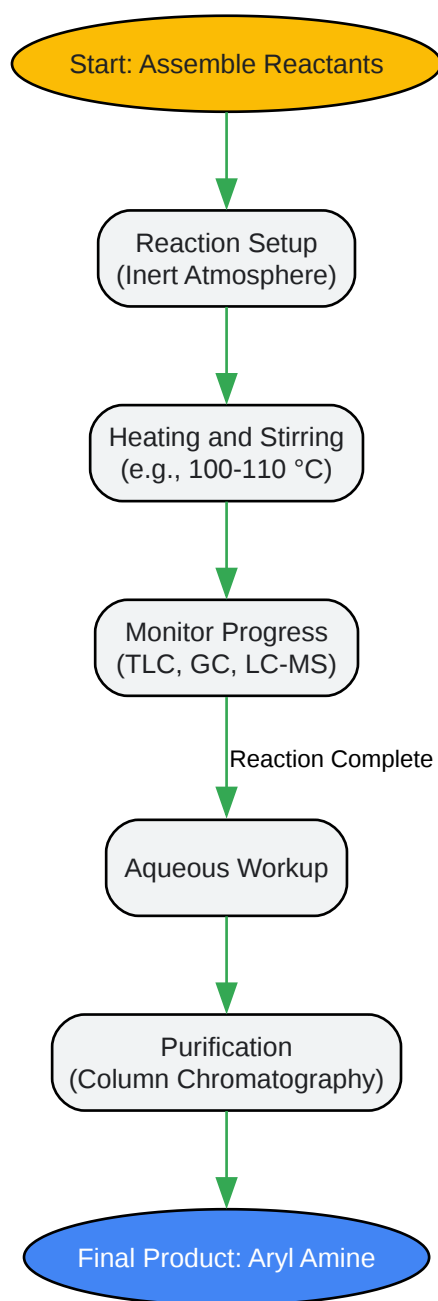 Start: Assemble Reactants
Reaction Setup
(Inert Atmosphere)
Heating and Stirring
(e.g., 100-110 °C)
Monitor Progress
(TLC, GC, LC-MS)
Reaction Complete
Aqueous Workup
Purification
(Column Chromatography)
Final Product: Aryl Amine